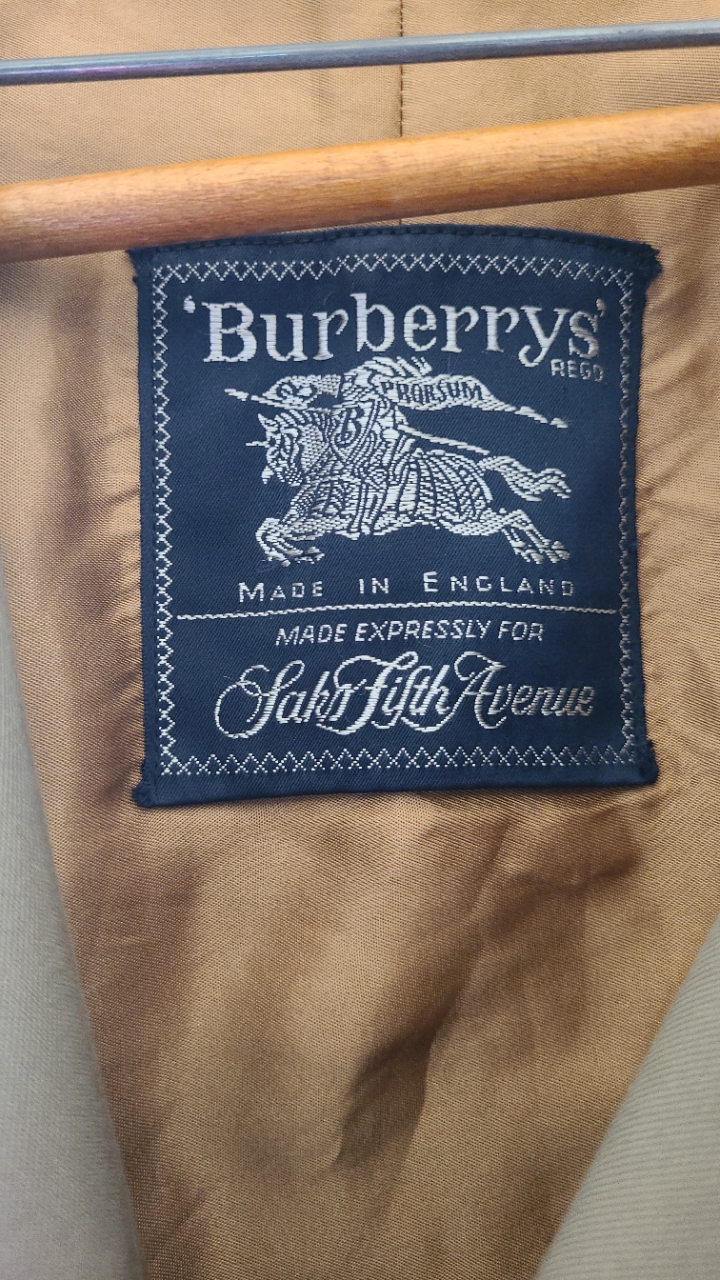 'Burberrys'
REGD
PRORSUM
B
MADE IN ENGLAND
MADE EXPRESSLY FOR
Saks Fifth Avenue